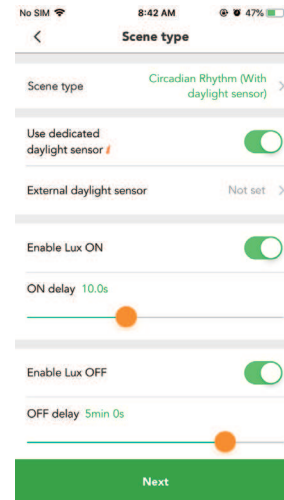 No SIM 8:42 AM 47%
Scene type
Scene type Circadian Rhythm (With
daylight sensor)
Use dedicated
daylight sensor i
External daylight sensor Not set
Enable Lux ON
ON delay 10.0s
Enable Lux OFF
OFF delay 5min 0s
Next